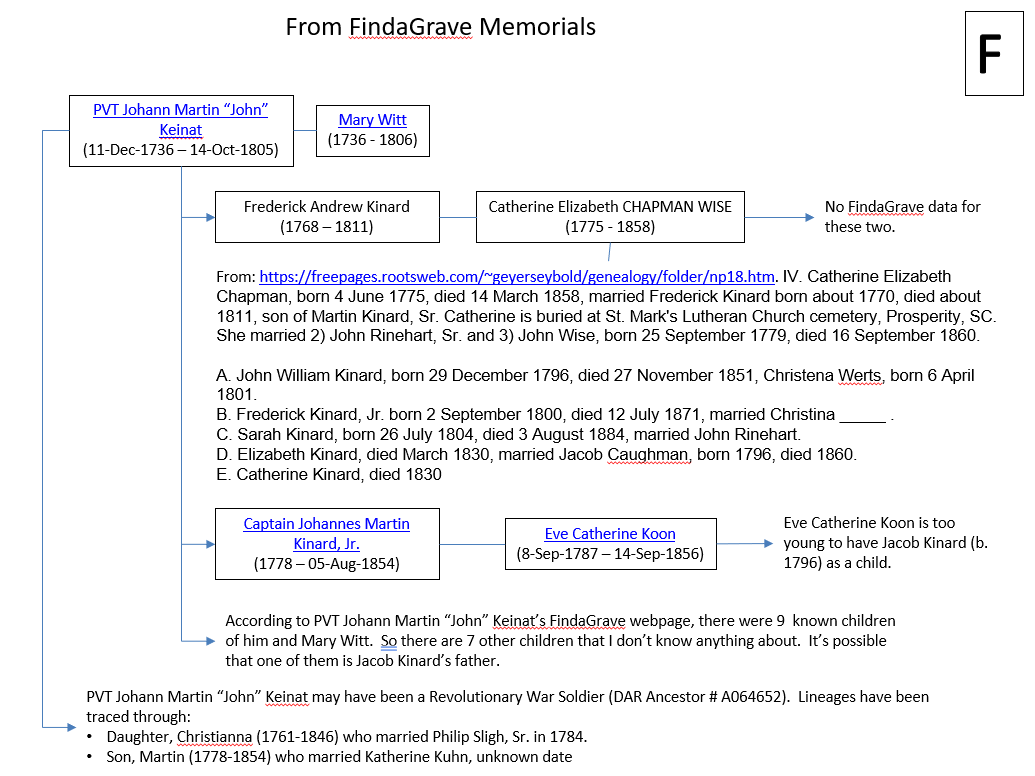 From FindaGrave Memorials
F
PVT Johann Martin “John”
Keinat
(11-Dec-1736 – 14-Oct-1805)
Mary Witt
(1736 - 1806)
Frederick Andrew Kinard
(1768 – 1811)
Catherine Elizabeth CHAPMAN WISE
(1775 - 1858)
No FindaGrave data for
these two.
From: https://freepages.rootsweb.com/~geyerseybold/genealogy/folder/np18.htm. IV. Catherine Elizabeth
Chapman, born 4 June 1775, died 14 March 1858, married Frederick Kinard born about 1770, died about
1811, son of Martin Kinard, Sr. Catherine is buried at St. Mark's Lutheran Church cemetery, Prosperity, SC.
She married 2) John Rinehart, Sr. and 3) John Wise, born 25 September 1779, died 16 September 1860.
A. John William Kinard, born 29 December 1796, died 27 November 1851, Christena Werts, born 6 April
1801.
B. Frederick Kinard, Jr. born 2 September 1800, died 12 July 1871, married Christina _____ .
C. Sarah Kinard, born 26 July 1804, died 3 August 1884, married John Rinehart.
D. Elizabeth Kinard, died March 1830, married Jacob Caughman, born 1796, died 1860.
E. Catherine Kinard, died 1830
Captain Johannes Martin
Kinard, Jr.
(1778 – 05-Aug-1854)
Eve Catherine Koon
(8-Sep-1787 – 14-Sep-1856)
Eve Catherine Koon is too
young to have Jacob Kinard (b.
1796) as a child.
According to PVT Johann Martin “John” Keinat’s FindaGrave webpage, there were 9 known children
of him and Mary Witt. So there are 7 other children that I don’t know anything about. It’s possible
that one of them is Jacob Kinard’s father.
PVT Johann Martin “John” Keinat may have been a Revolutionary War Soldier (DAR Ancestor # A064652). Lineages have been
traced through:
• Daughter, Christianna (1761-1846) who married Philip Sligh, Sr. in 1784.
• Son, Martin (1778-1854) who married Katherine Kuhn, unknown date